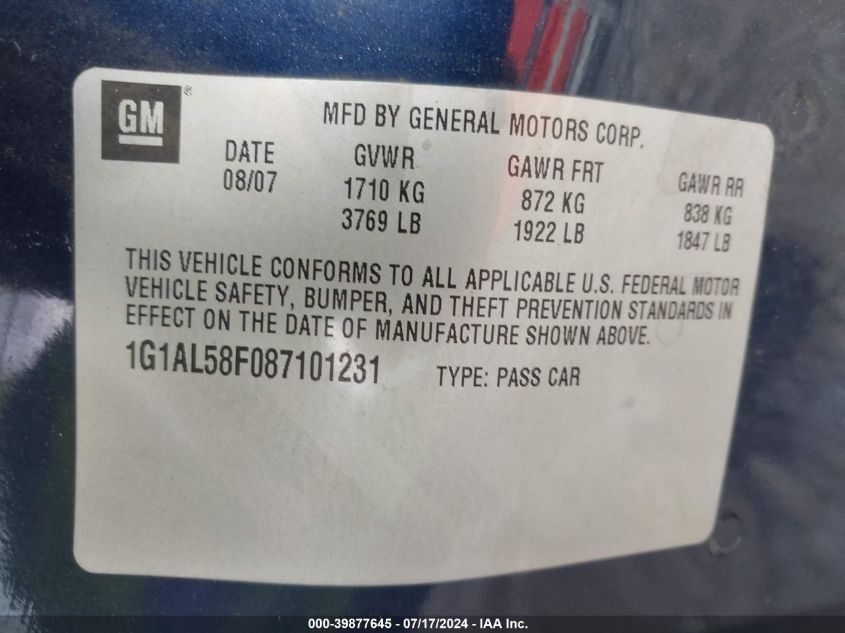 GM ®
MFD BY GENERAL MOTORS CORP.
DATE GVWR GAWR FRT GAWR RR
08/07 1710 KG 872 KG 838 KG
3769 LB 1922 LB 1847 LB
THIS VEHICLE CONFORMS TO ALL APPLICABLE U.S. FEDERAL MOTOR
VEHICLE SAFETY, BUMPER, AND THEFT PREVENTION STANDARDS IN
EFFECT ON THE DATE OF MANUFACTURE SHOWN ABOVE.
1G1AL58F087101231 TYPE: PASS CAR
000-39877645 / 07/17/2024 - IAA Inc.